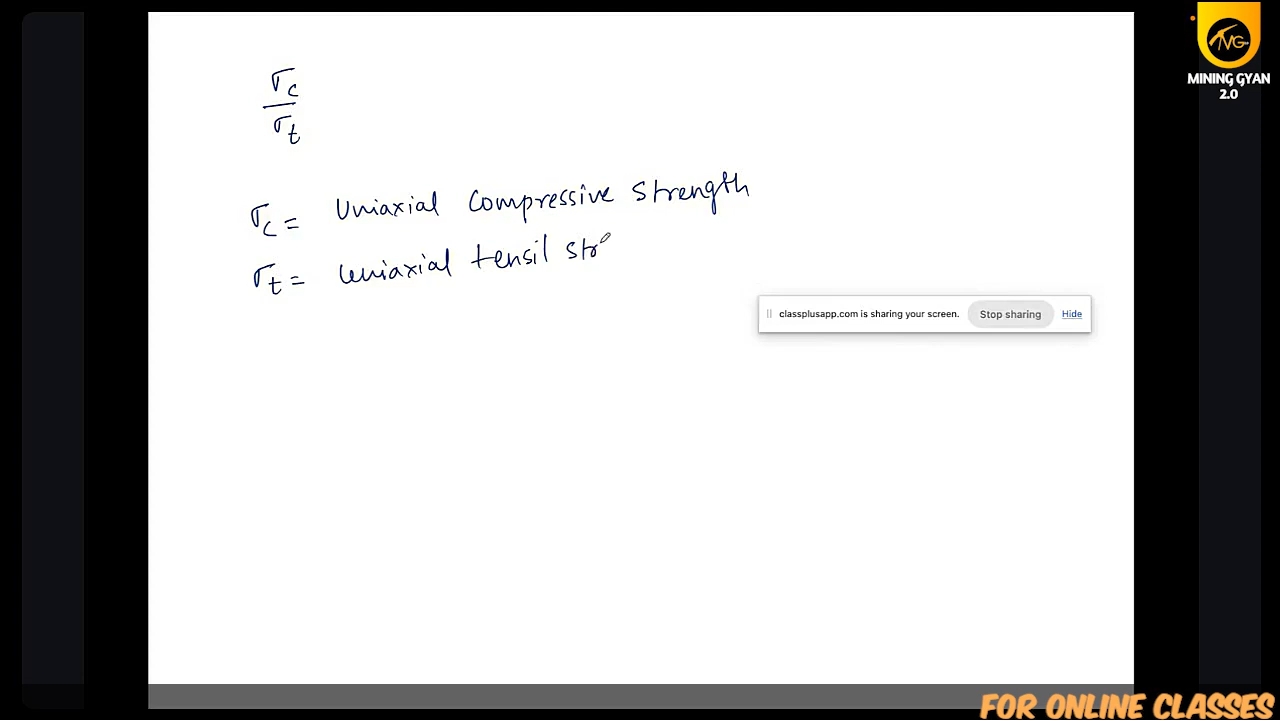 σc
σt
σc = Uniaxial Compressive Strength
σt = Uniaxial tensil Str
classplusapp.com is sharing your screen. Stop sharing Hide
MINING GYAN
2.0
FOR ONLINE CLASSES